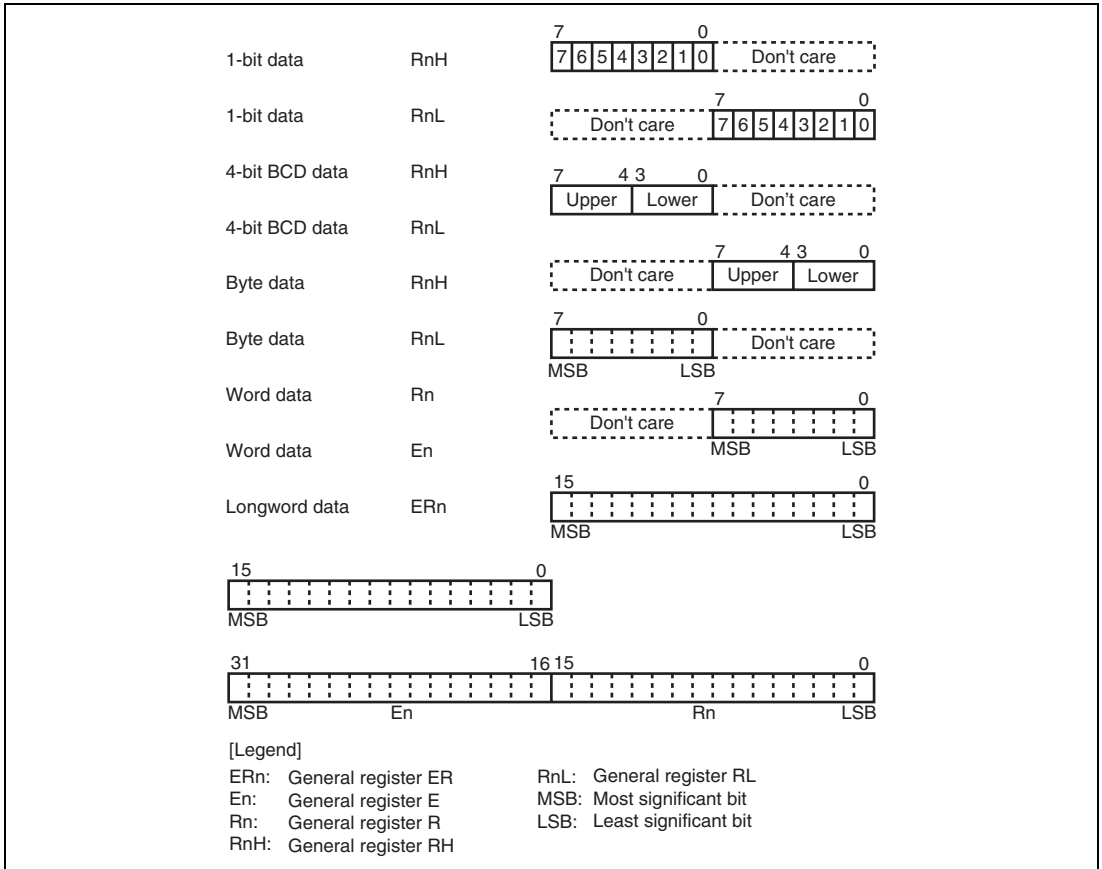 7 0
1-bit data RnH 7 6 5 4 3 2 1 0 Don't care
7 0
1-bit data RnL Don't care 7 6 5 4 3 2 1 0
4-bit BCD data RnH 7 4 3 0
Upper Lower Don't care
4-bit BCD data RnL
7 4 3 0
Byte data RnH Don't care Upper Lower
7 0
Byte data RnL Don't care
MSB LSB
Word data Rn 7 0
Don't care
Word data En MSB LSB
15 0
Longword data ERn
MSB LSB
15 0
MSB LSB
31 16 15 0
MSB En Rn LSB
[Legend]
ERn: General register ER RnL: General register RL
En: General register E MSB: Most significant bit
Rn: General register R LSB: Least significant bit
RnH: General register RH